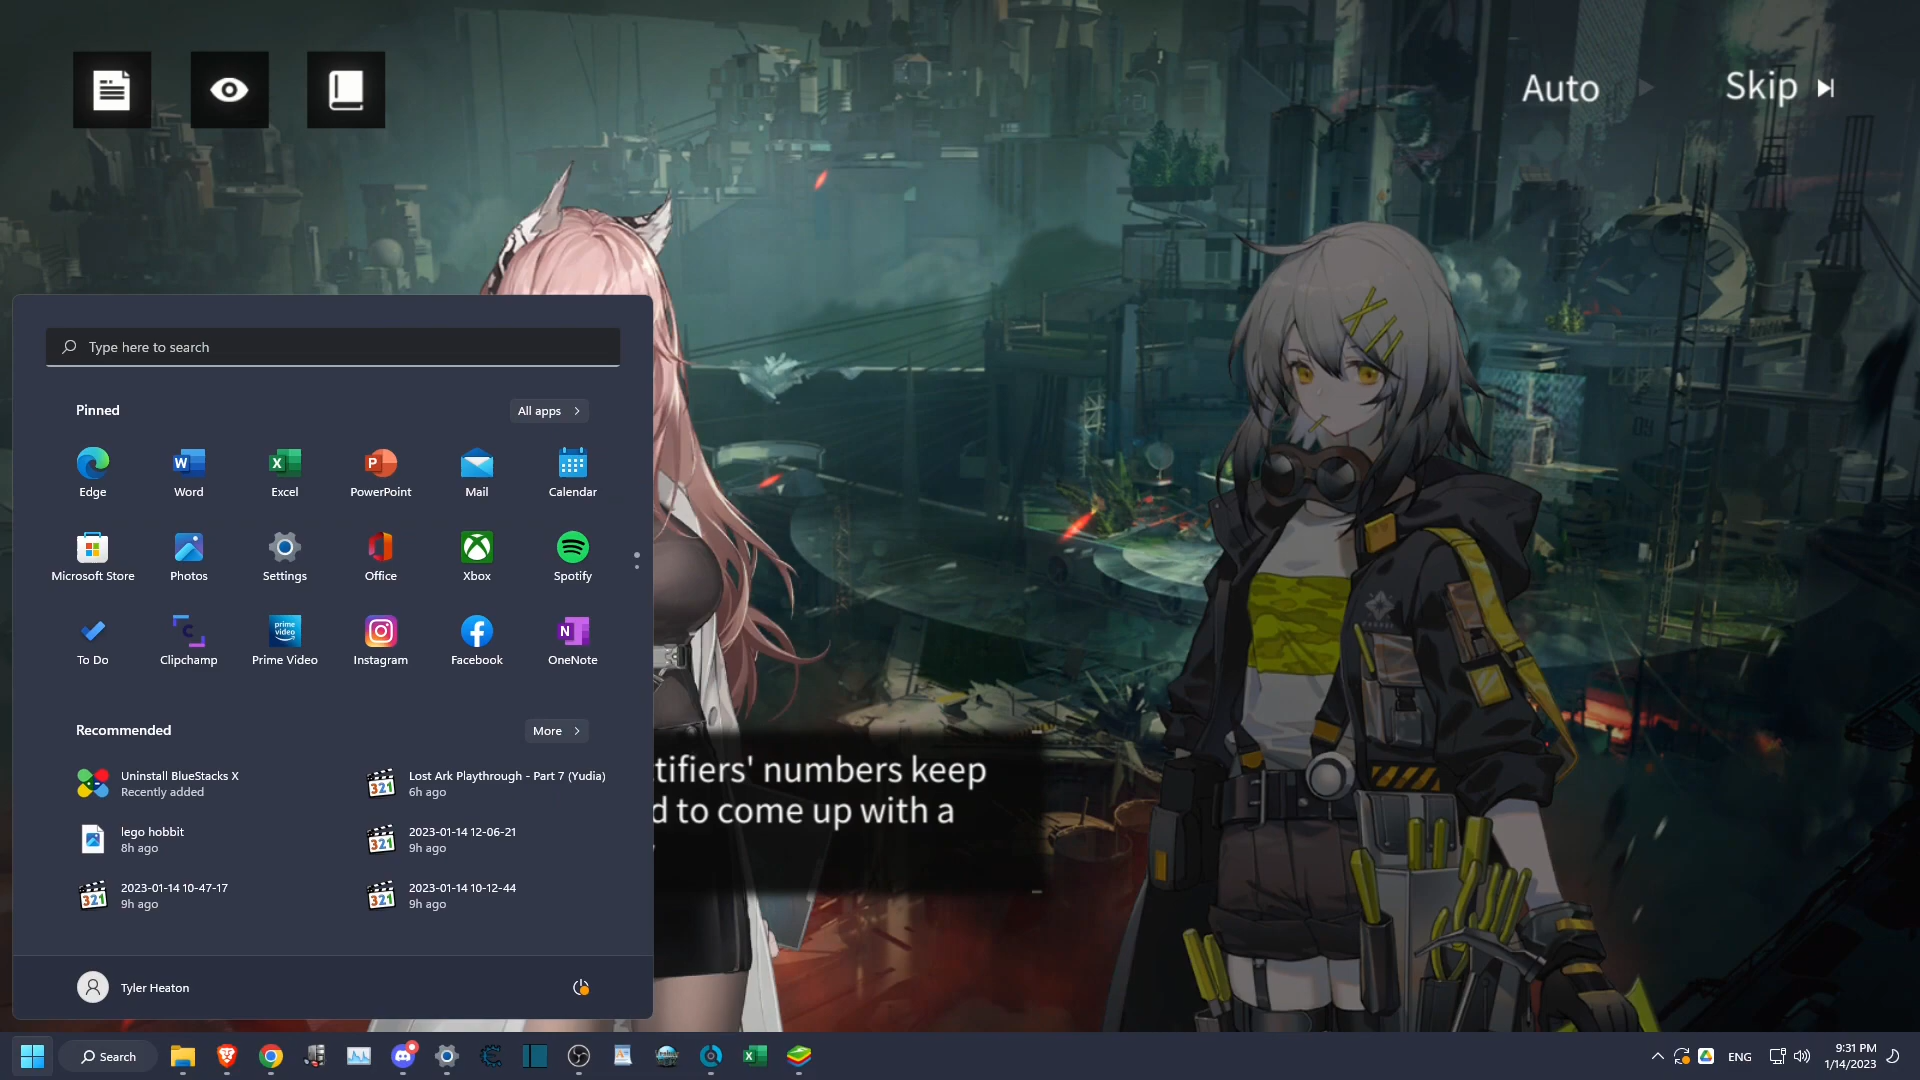 Auto
Skip
Type here to search
Pinned
All apps
Edge
Word
Excel
PowerPoint
Mail
Calendar
Microsoft Store
Photos
Settings
Office
Xbox
Spotify
To Do
Clipchamp
prime video
Prime Video
Instagram
Facebook
OneNote
Recommended
More
Uninstall BlueStacks X
Recently added
Lost Ark Playthrough - Part 7 (Yudia)
6h ago
lego hobbit
8h ago
2023-01-14 12-06-21
9h ago
2023-01-14 10-47-17
9h ago
2023-01-14 10-12-44
9h ago
tifiers' numbers keep
d to come up with a
Tyler Heaton
Search
ENG
9:31 PM
1/14/2023